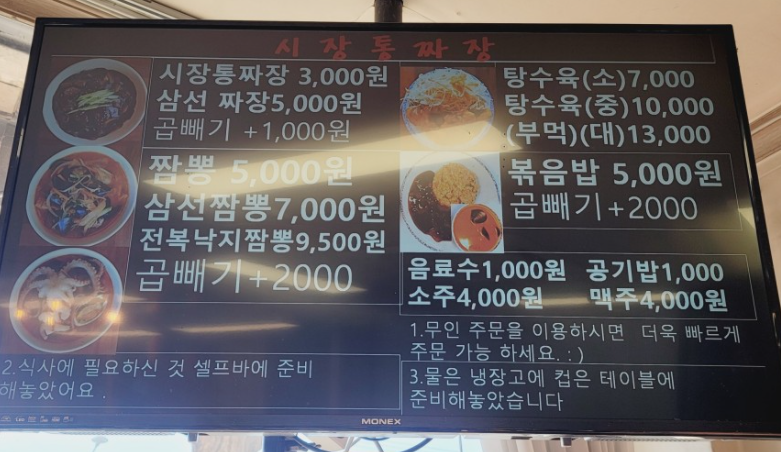 시장통짜장
시장통짜장 3,000원
삼선 짜장5,000원
곱빼기 +1,000원
짬뽕 5,000원
삼선짬뽕7,000원
전복낙지짬뽕9,500원
곱빼기+2000
탕수육(소)7,000
탕수육(중)10,000
(부먹)(대)13,000
볶음밥 5,000원
곱빼기+2000
음료수1,000원 공기밥1,000
소주4,000원 맥주4,000원
1.무인 주문을 이용하시면 더욱 빠르게
주문 가능 하세요. : )
2.식사에 필요하신 것 셀프바에 준비
해놓았어요 .
3.물은 냉장고에 컵은 테이블에
준비해놓았습니다
MONEX